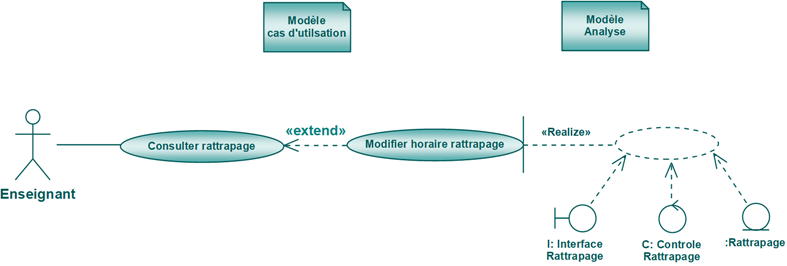 Modèle
cas d'utilsation
Modèle
Analyse
Enseignant
Consulter rattrapage
«extend»
Modifier horaire rattrapage
«Realize»
I: Interface
Rattrapage
C: Controle
Rattrapage
:Rattrapage